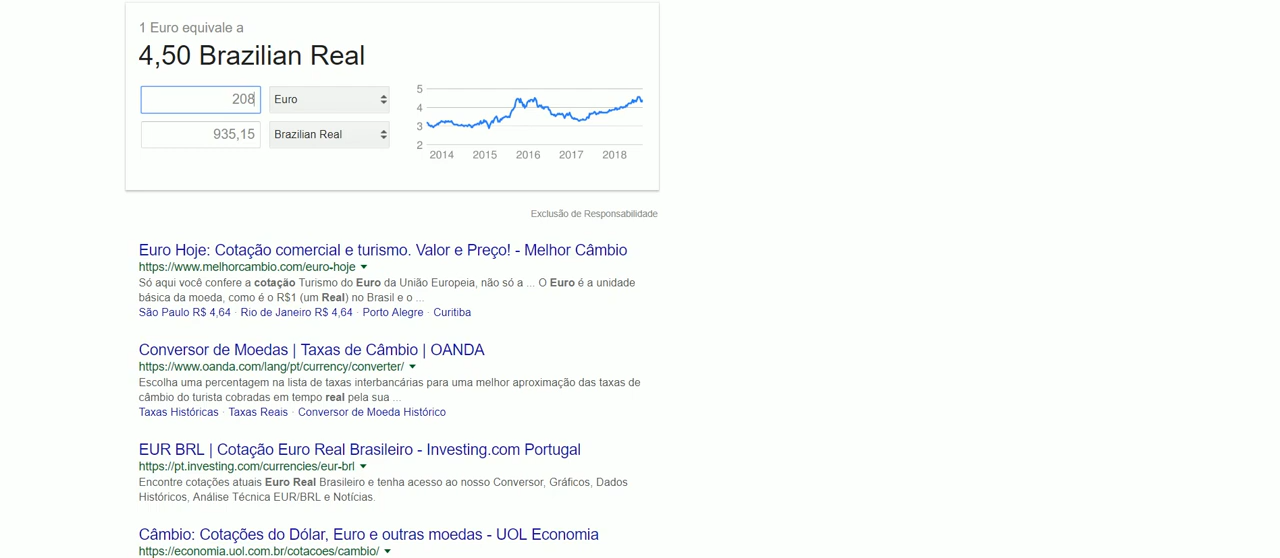 1 Euro equivale a
4,50 Brazilian Real
208 Euro
935,15 Brazilian Real
5
4
3
2
2014 2015 2016 2017 2018
Exclusão de Responsabilidade
Euro Hoje: Cotação comercial e turismo. Valor e Preço! - Melhor Câmbio
https://www.melhorcambio.com/euro-hoje
Só aqui você confere a cotação Turismo do Euro da União Europeia, não só a ... O Euro é a unidade
básica da moeda, como é o R$1 (um Real) no Brasil e o ...
São Paulo R$ 4,64 · Rio de Janeiro R$ 4,64 · Porto Alegre · Curitiba
Conversor de Moedas | Taxas de Câmbio | OANDA
https://www.oanda.com/lang/pt/currency/converter/
Escolha uma percentagem na lista de taxas interbancárias para uma melhor aproximação das taxas de
câmbio do turista cobradas em tempo real pela sua ...
Taxas Históricas · Taxas Reais · Conversor de Moeda Histórico
EUR BRL | Cotação Euro Real Brasileiro - Investing.com Portugal
https://pt.investing.com/currencies/eur-brl
Encontre cotações atuais Euro Real Brasileiro e tenha acesso ao nosso Conversor, Gráficos, Dados
Históricos, Análise Técnica EUR/BRL e Notícias.
Câmbio: Cotações do Dólar, Euro e outras moedas - UOL Economia
https://economia.uol.com.br/cotacoes/cambio/